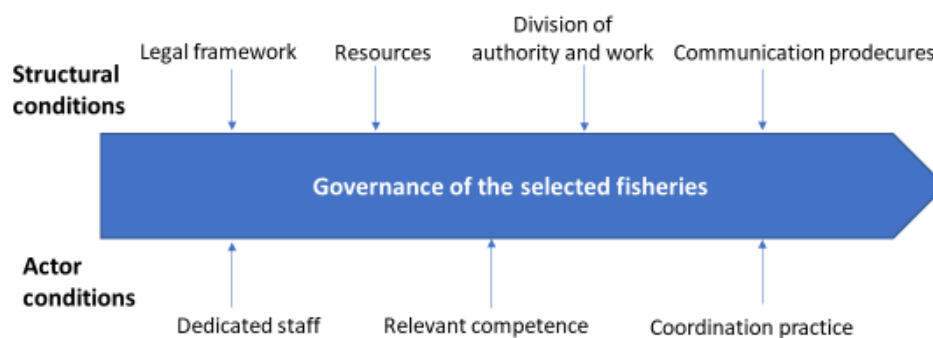 Division of
Legal framework Resources authority and work Communication prodecures
Structural
conditions
Governance of the selected fisheries
Actor
conditions
Dedicated staff Relevant competence Coordination practice